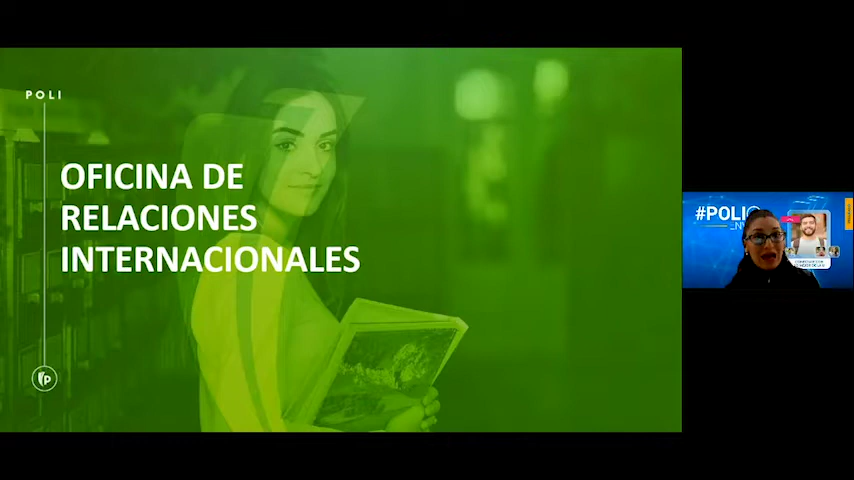 POLI
OFICINA DE
RELACIONES
INTERNACIONALES
P
#POLI